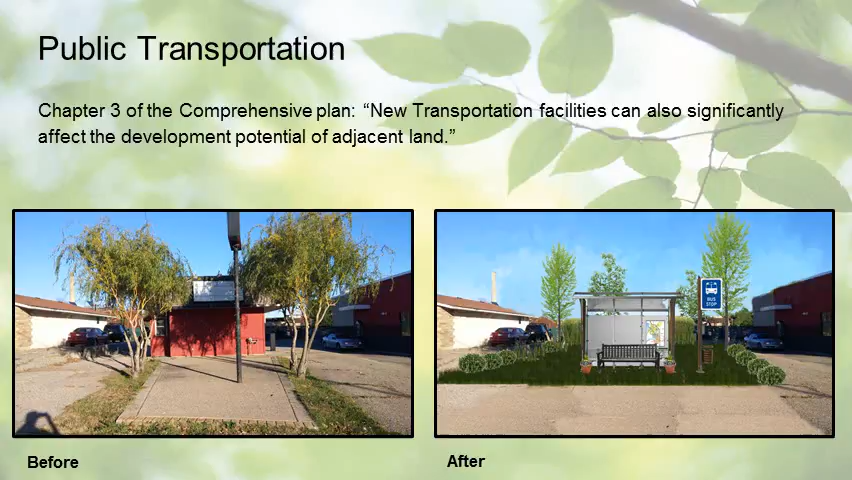 Public Transportation
Chapter 3 of the Comprehensive plan: “New Transportation facilities can also significantly
affect the development potential of adjacent land.”
BUS
STOP
Before
After